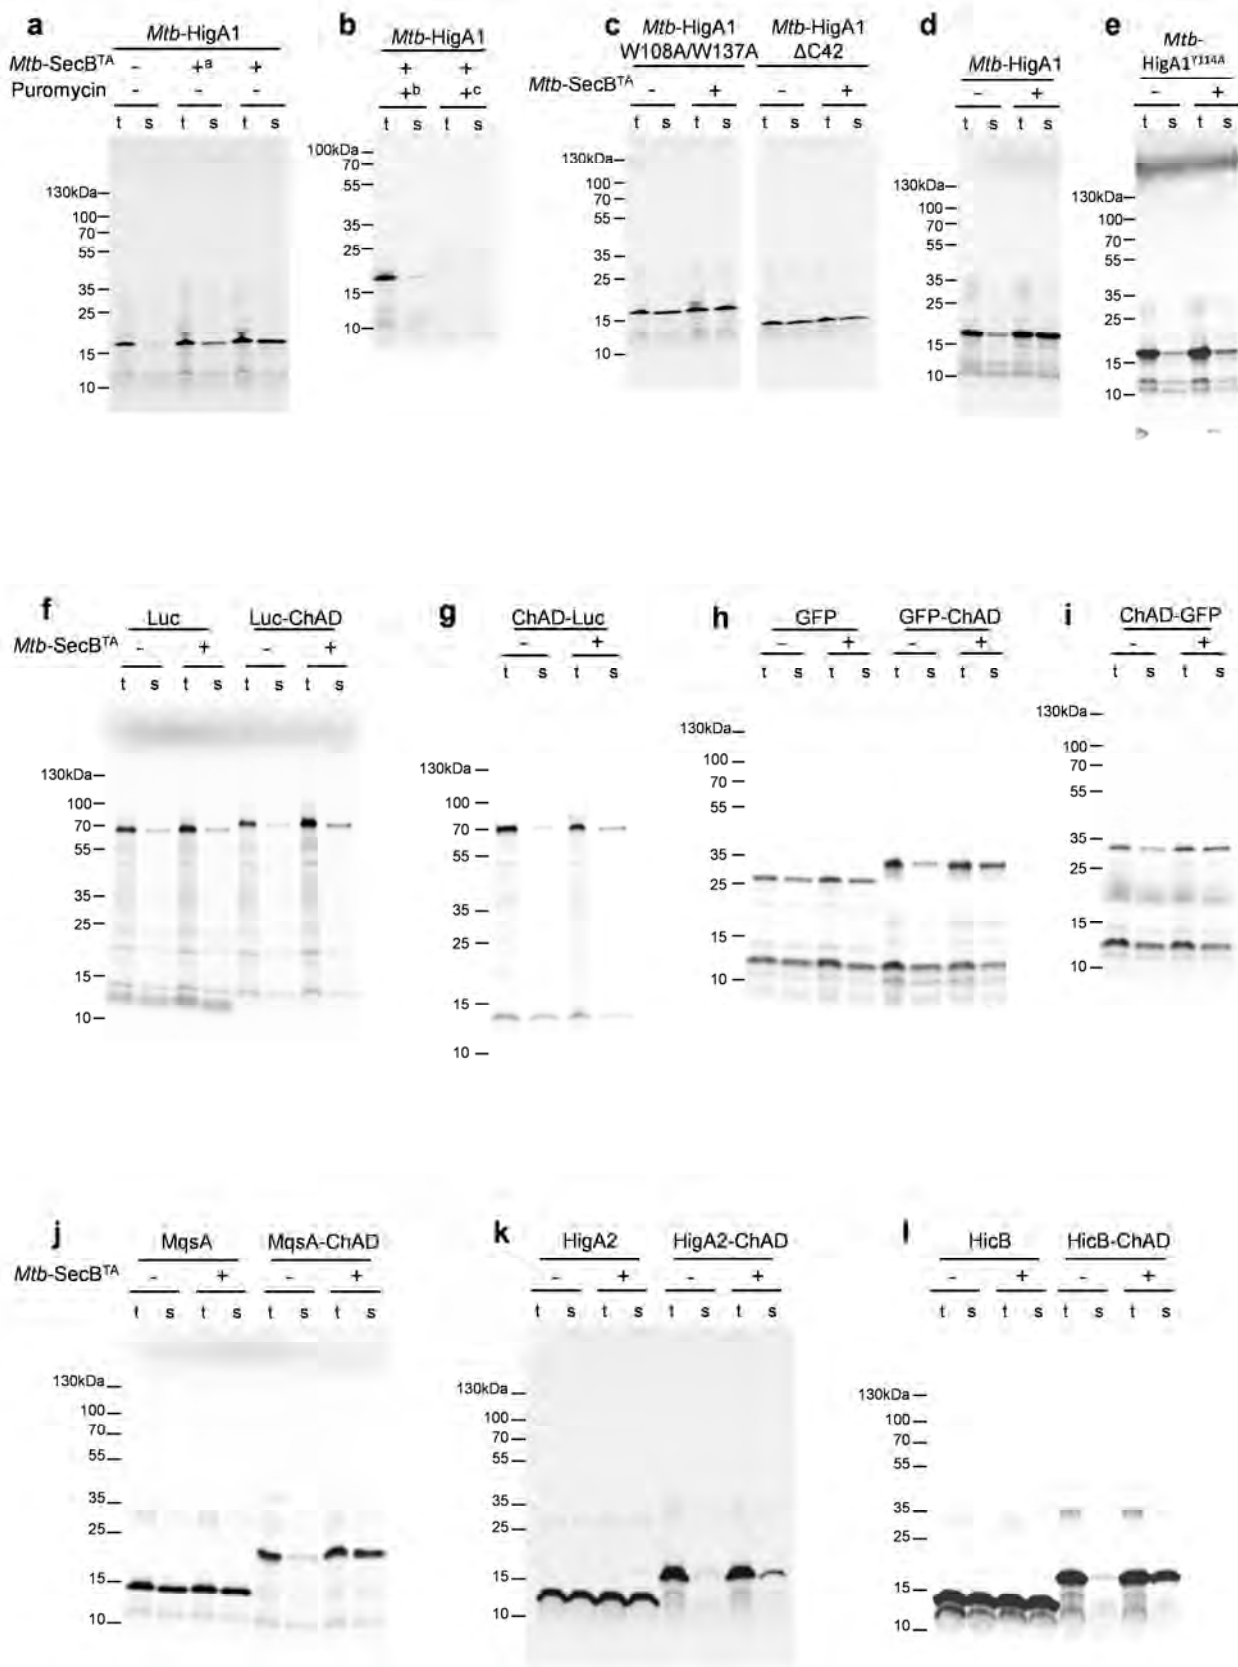 a
Mtb-HigA1
Mtb-SecBTA - +a +
Puromycin - - -
t s t s t s
130kDa
100
70
55
35
25
15
10
b
Mtb-HigA1
+ +
+b +c
t s t s
100kDa
70
55
35
25
15
10
c
Mtb-HigA1 W108A/W137A
Mtb-HigA1 ΔC42
Mtb-SecBTA - + - +
t s t s t s t s
130kDa
100
70
55
35
25
15
10
d
Mtb-HigA1
- +
t s t s
130kDa
100
70
55
35
25
15
10
e
Mtb-
HigA1Y114A
- +
t s t s
130kDa
100
70
55
35
25
15
10
f
Luc Luc-ChAD
Mtb-SecBTA - + - +
t s t s t s t s
130kDa
100
70
55
35
25
15
10
g
ChAD-Luc
- +
t s t s
130kDa
100
70
55
35
25
15
10
h
GFP GFP-ChAD
- + - +
t s t s t s t s
130kDa
100
70
55
35
25
15
10
i
ChAD-GFP
- +
t s t s
130kDa
100
70
55
35
25
15
10
j
MqsA MqsA-ChAD
Mtb-SecBTA - + - +
t s t s t s t s
130kDa
100
70
55
35
25
15
10
k
HigA2 HigA2-ChAD
- + - +
t s t s t s t s
130kDa
100
70
55
35
25
15
10
l
HicB HicB-ChAD
- + - +
t s t s t s t s
130kDa
100
70
55
35
25
15
10